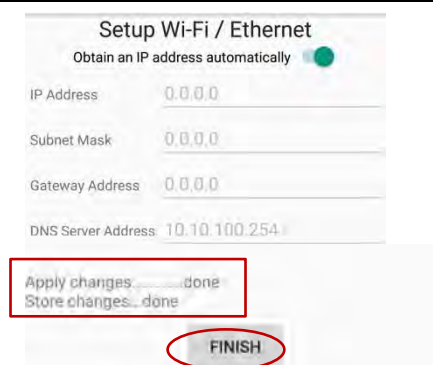 Setup Wi-Fi / Ethernet
Obtain an IP address automatically
IP Address 0.0.0.0
Subnet Mask 0.0.0.0
Gateway Address 0.0.0.0
DNS Server Address 10.10.100.254
Apply changes..............done
Store changes...done
FINISH